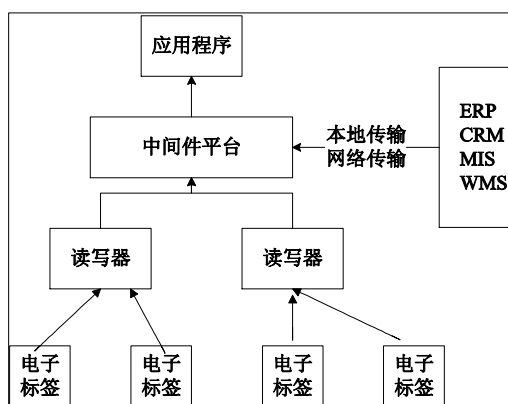 应用程序
中间件平台
本地传输
网络传输
ERP
CRM
MIS
WMS
读写器
读写器
电子
标签
电子
标签
电子
标签
电子
标签